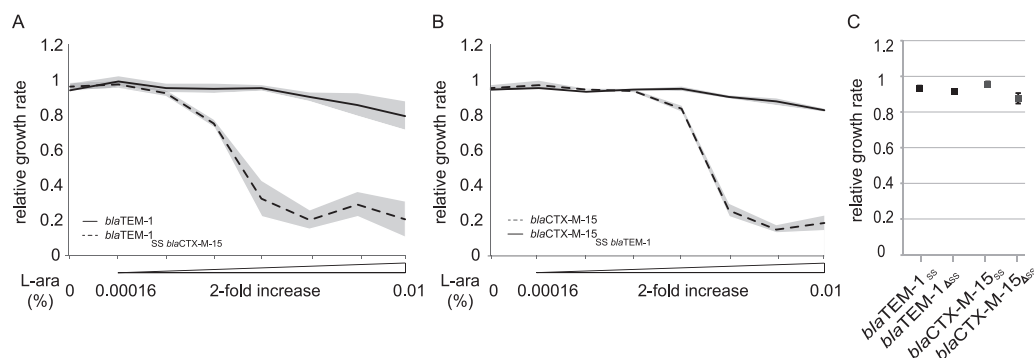 A
relative growth rate
1.2
1
0.8
0.6
0.4
0.2
0
blaTEM-1
blaTEM-1SS blaCTX-M-15
L-ara (%)
0
0.00016
2-fold increase
0.01
B
relative growth rate
1.2
1
0.8
0.6
0.4
0.2
0
blaCTX-M-15
blaCTX-M-15SS blaTEM-1
L-ara (%)
0
0.00016
2-fold increase
0.01
C
relative growth rate
1.2
1
0.8
0.6
0.4
0.2
0
blaTEM-1SS
blaTEM-1ΔSS
blaCTX-M-15SS
blaCTX-M-15ΔSS